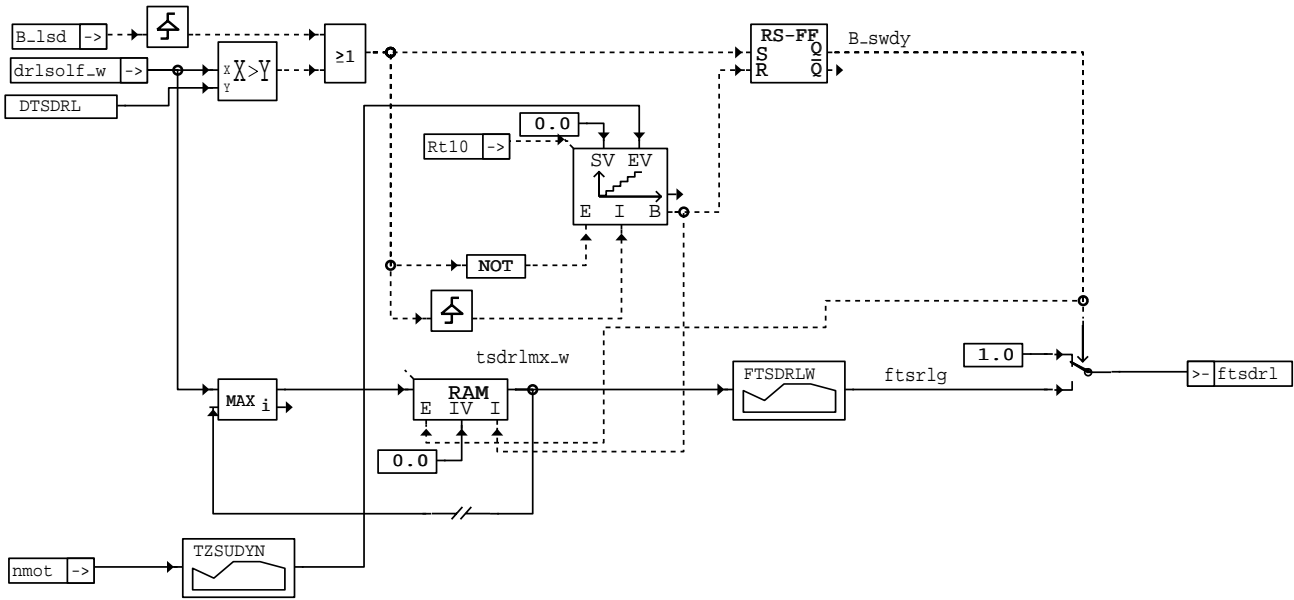 B_lsd ->
drlsolf_w ->
DTSDRL
X X>Y
Y
≥1
RS-FF
S Q
R Q̅
B_swdy
0.0
Rtl0 ->
SV EV
E I B
NOT
tsdrlmx_w
MAX i
RAM
E IV I
0.0
FTSDRLW
ftsrlg
1.0
>- ftsdrl
TZSUDYN
nmot ->